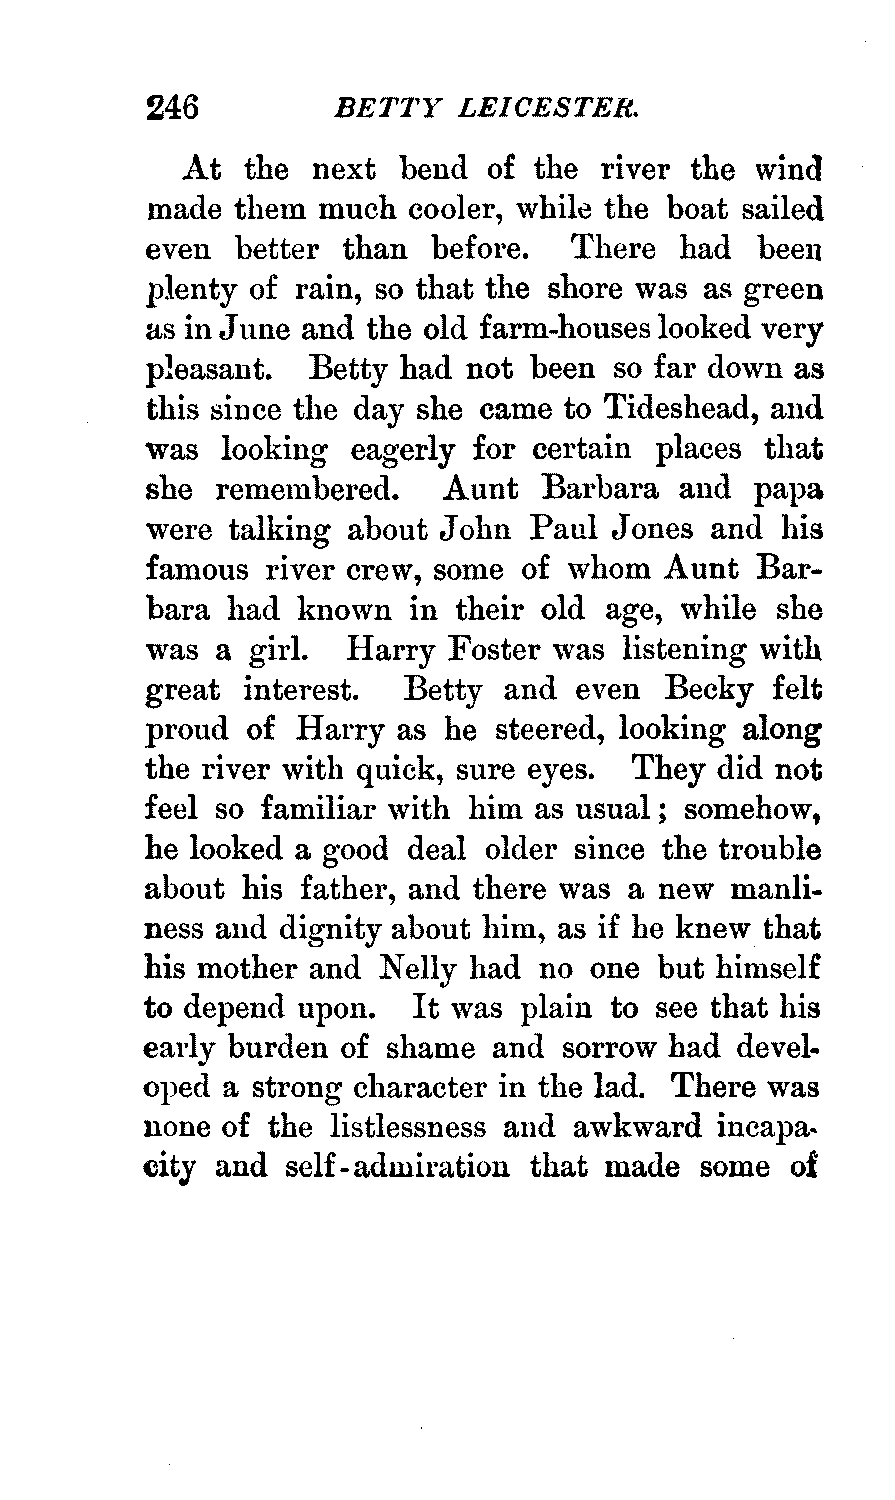 246 BETTY LEICESTER.
At the next bend of the river the wind
made them much cooler, while the boat sailed
even better than before. There had been
plenty of rain, so that the shore was as green
as in June and the old farm-houses looked very
pleasant. Betty had not been so far down as
this since the day she came to Tideshead, and
was looking eagerly for certain places that
she remembered. Aunt Barbara and papa
were talking about John Paul Jones and his
famous river crew, some of whom Aunt Bar-
bara had known in their old age, while she
was a girl. Harry Foster was listening with
great interest. Betty and even Becky felt
proud of Harry as he steered, looking along
the river with quick, sure eyes. They did not
feel so familiar with him as usual; somehow,
he looked a good deal older since the trouble
about his father, and there was a new manli-
ness and dignity about him, as if he knew that
his mother and Nelly had no one but himself
to depend upon. It was plain to see that his
early burden of shame and sorrow had devel-
oped a strong character in the lad. There was
none of the listlessness and awkward incapa-
city and self-admiration that made some of